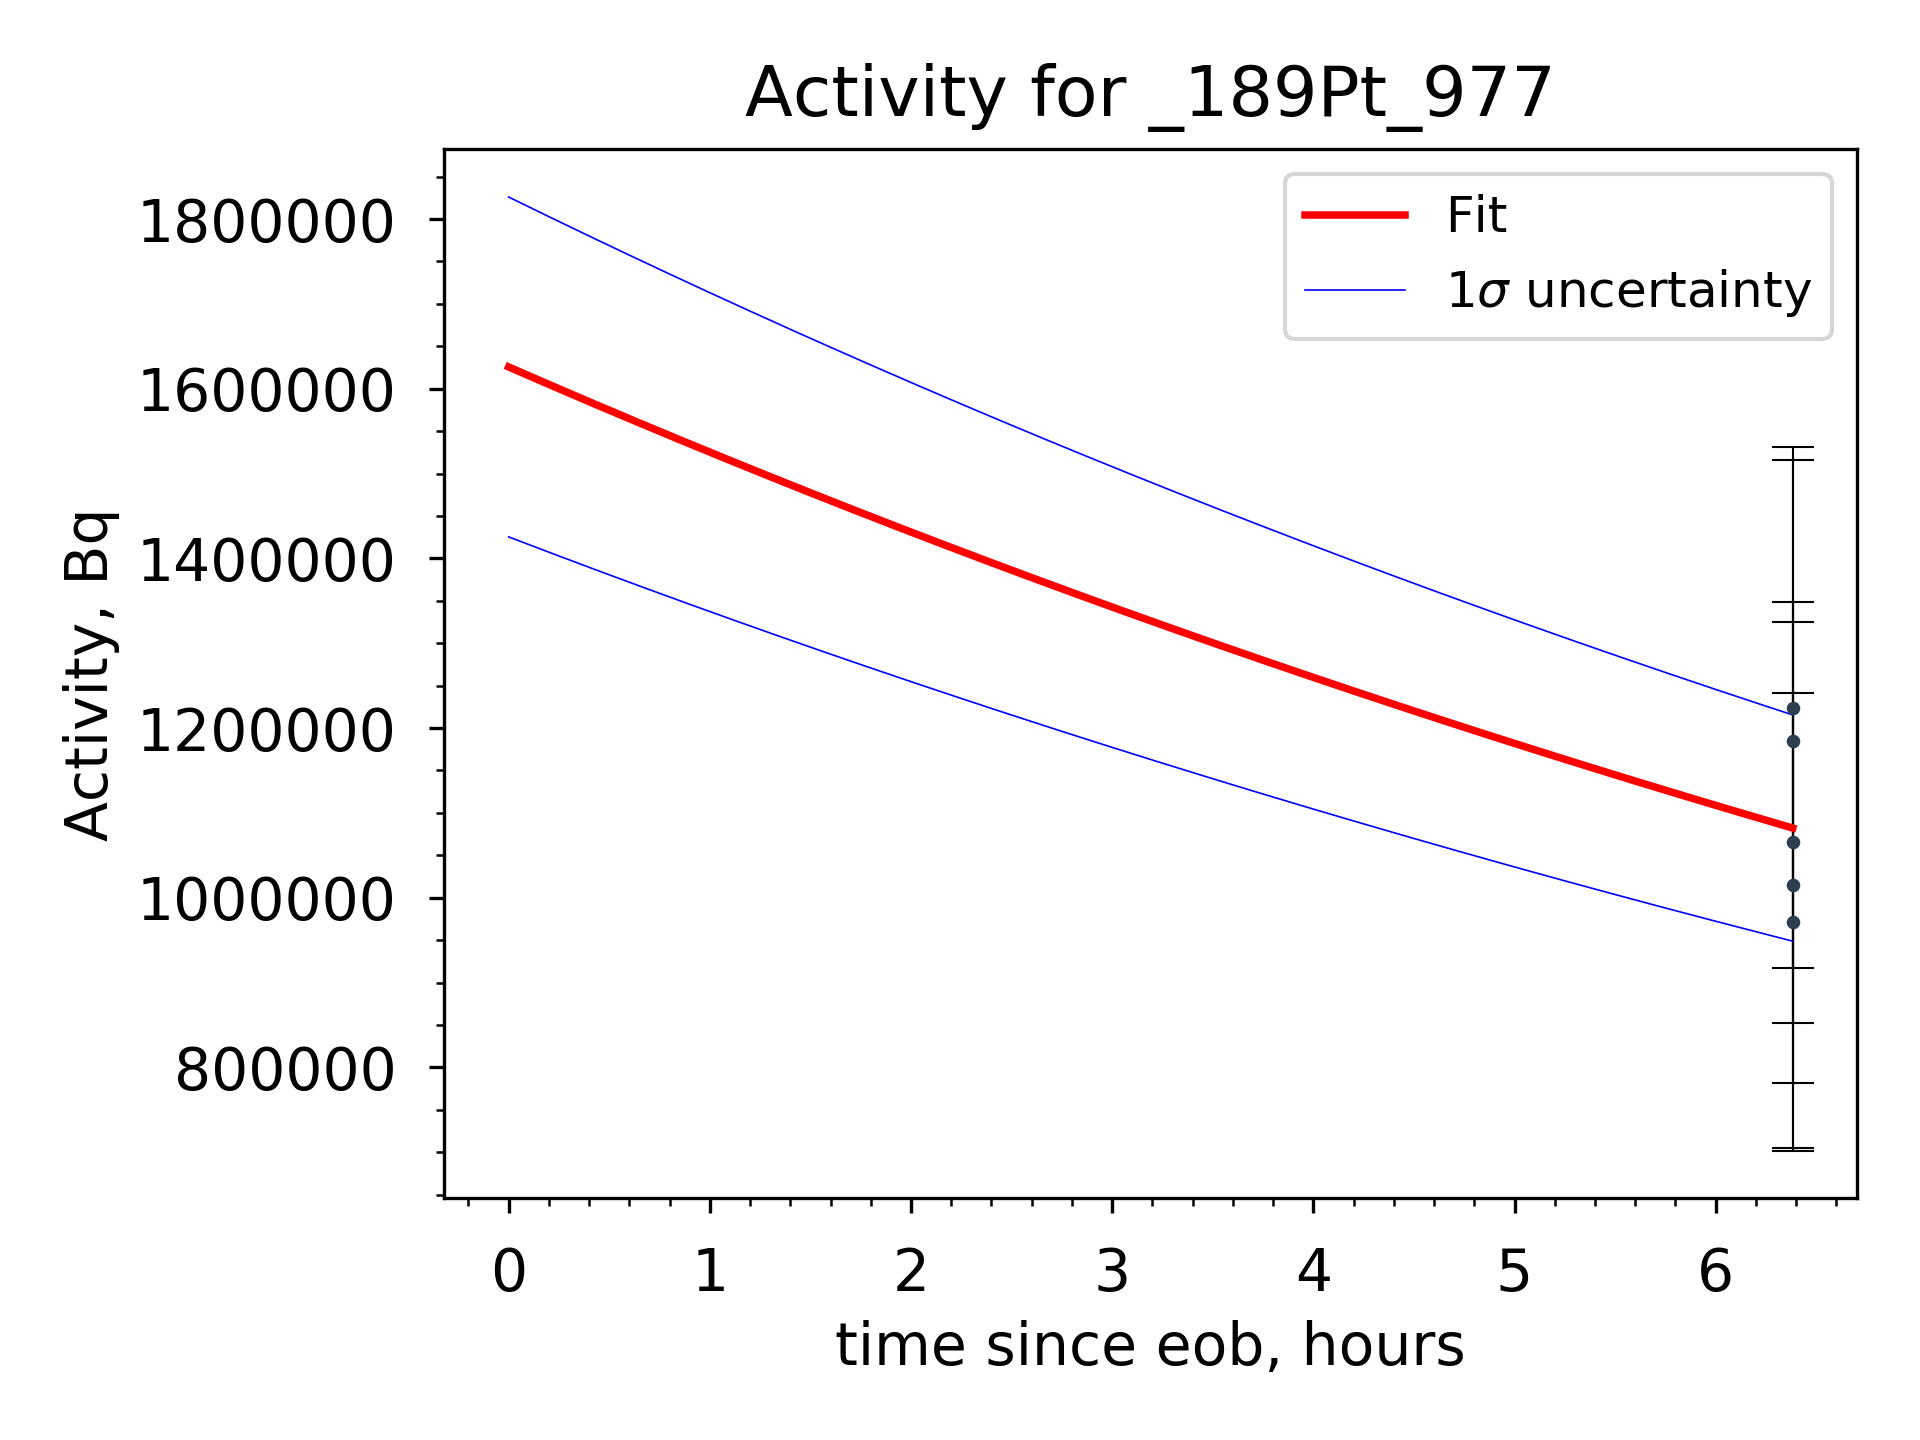 Activity for _189Pt_977
Fit
1σ uncertainty
Activity, Bq
1800000
1600000
1400000
1200000
1000000
800000
0 1 2 3 4 5 6
time since eob, hours